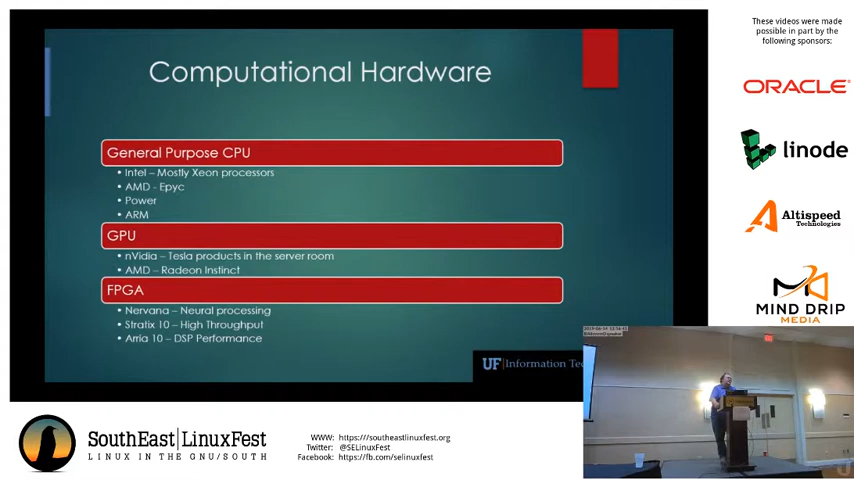 Computational Hardware
General Purpose CPU
• Intel – Mostly Xeon processors
• AMD - Epyc
• Power
• ARM
GPU
• nVidia – Tesla products in the server room
• AMD – Radeon Instinct
FPGA
• Nervana – Neural processing
• Stratix 10 – High Throughput
• Arria 10 – DSP Performance
UF | Information Tec
These videos were made
possible in part by the
following sponsors:
ORACLE
linode
Altispeed
Technologies
MIND DRIP
MEDIA
SouthEast|LinuxFest
LINUX IN THE GNU/SOUTH
WWW: https://southeastlinuxfest.org
Twitter: @SELinuxFest
Facebook: https://fb.com/selinuxfest